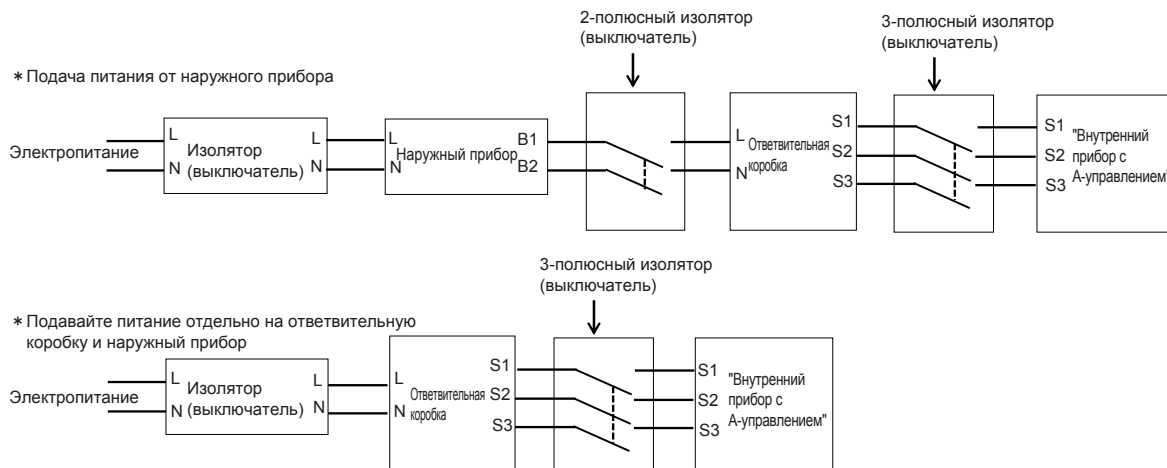 2-полюсный изолятор
(выключатель)
3-полюсный изолятор
(выключатель)
* Подача питания от наружного прибора
Электропитание
L
N
Изолятор
(выключатель)
L
N
L
N
Наружный прибор
B1
B2
L
N
Ответвительная
коробка
S1
S2
S3
S1
S2
S3
"Внутренний
прибор с
А-управлением"
3-полюсный изолятор
(выключатель)
* Подавайте питание отдельно на ответвительную
коробку и наружный прибор
Электропитание
L
N
Изолятор
(выключатель)
L
N
L
N
Ответвительная
коробка
S1
S2
S3
S1
S2
S3
"Внутренний
прибор с
А-управлением"